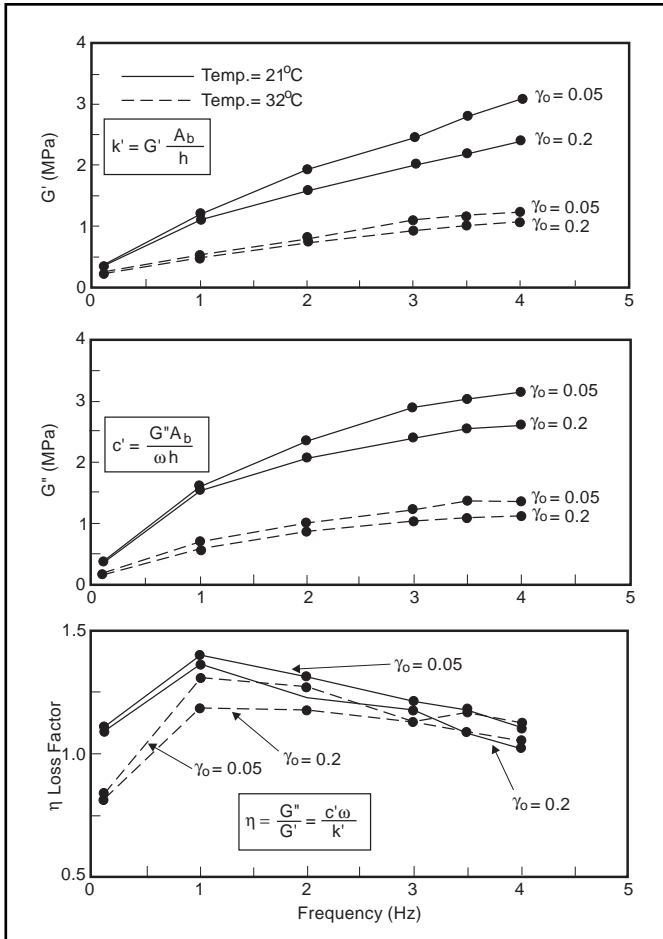 4
3
2
1
0
G' (MPa)
Temp.= 21°C
Temp.= 32°C
k' = G' A_b / h
γo = 0.05
γo = 0.2
γo = 0.05
γo = 0.2
0 1 2 3 4 5
4
3
2
1
0
G" (MPa)
c' = G"A_b / ω h
γo = 0.05
γo = 0.2
γo = 0.05
γo = 0.2
0 1 2 3 4 5
1.5
1.0
0.5
η Loss Factor
γo = 0.05
γo = 0.05
γo = 0.2
γo = 0.2
η = G" / G' = c'ω / k'
0 1 2 3 4 5
Frequency (Hz)